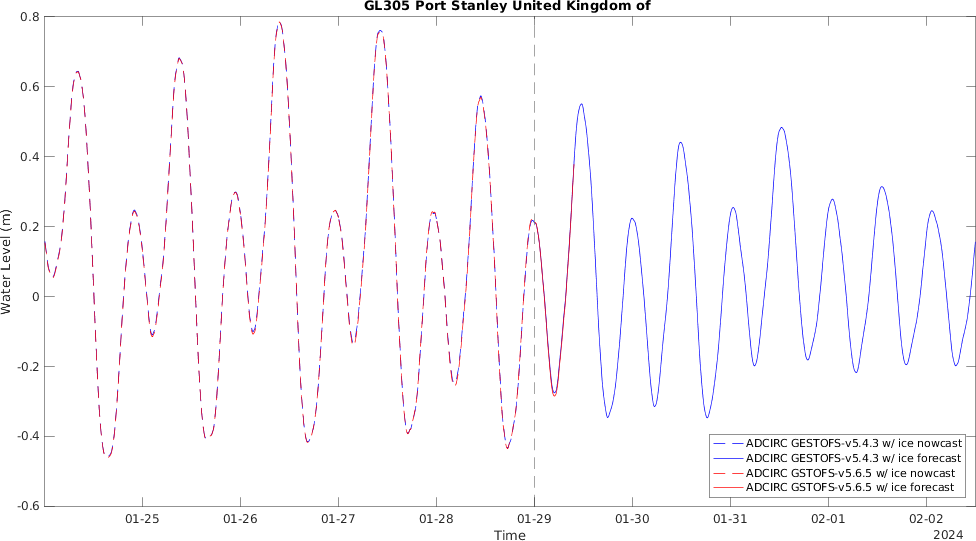 GL305 Port Stanley United Kingdom of
Water Level (m)
0.8
0.6
0.4
0.2
0
-0.2
-0.4
-0.6
01-25 01-26 01-27 01-28 01-29 01-30 01-31 02-01 02-02
2024
Time
ADCIRC GESTOFS-v5.4.3 w/ ice nowcast
ADCIRC GESTOFS-v5.4.3 w/ ice forecast
ADCIRC GSTOFS-v5.6.5 w/ ice nowcast
ADCIRC GSTOFS-v5.6.5 w/ ice forecast